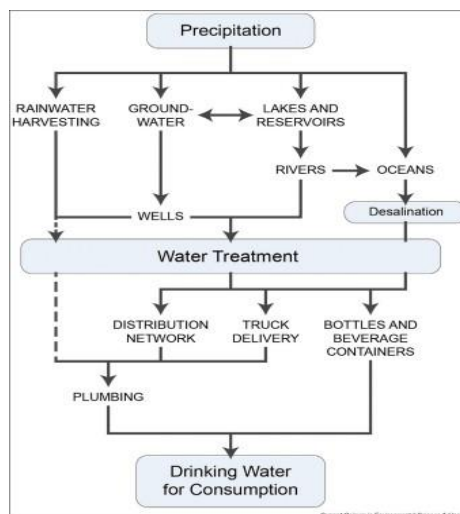 Precipitation
RAINWATER
HARVESTING
GROUND-
WATER
LAKES AND
RESERVOIRS
RIVERS
OCEANS
WELLS
Desalination
Water Treatment
DISTRIBUTION
NETWORK
TRUCK
DELIVERY
BOTTLES AND
BEVERAGE
CONTAINERS
PLUMBING
Drinking Water
for Consumption